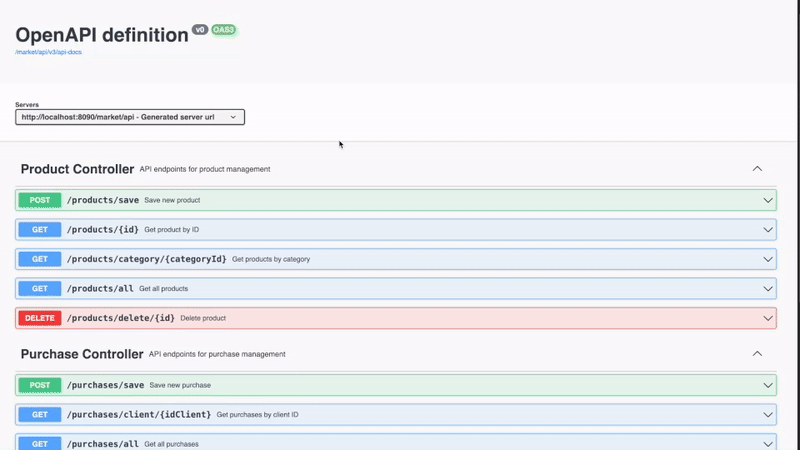 OpenAPI definition v0 OAS3
/market/api/v3/api-docs
Servers
http://localhost:8090/market/api - Generated server url
Product Controller API endpoints for product management
POST /products/save Save new product
GET /products/{id} Get product by ID
GET /products/category/{categoryId} Get products by category
GET /products/all Get all products
DELETE /products/delete/{id} Delete product
Purchase Controller API endpoints for purchase management
POST /purchases/save Save new purchase
GET /purchases/client/{idClient} Get purchases by client ID
GET /purchases/all Get all purchases